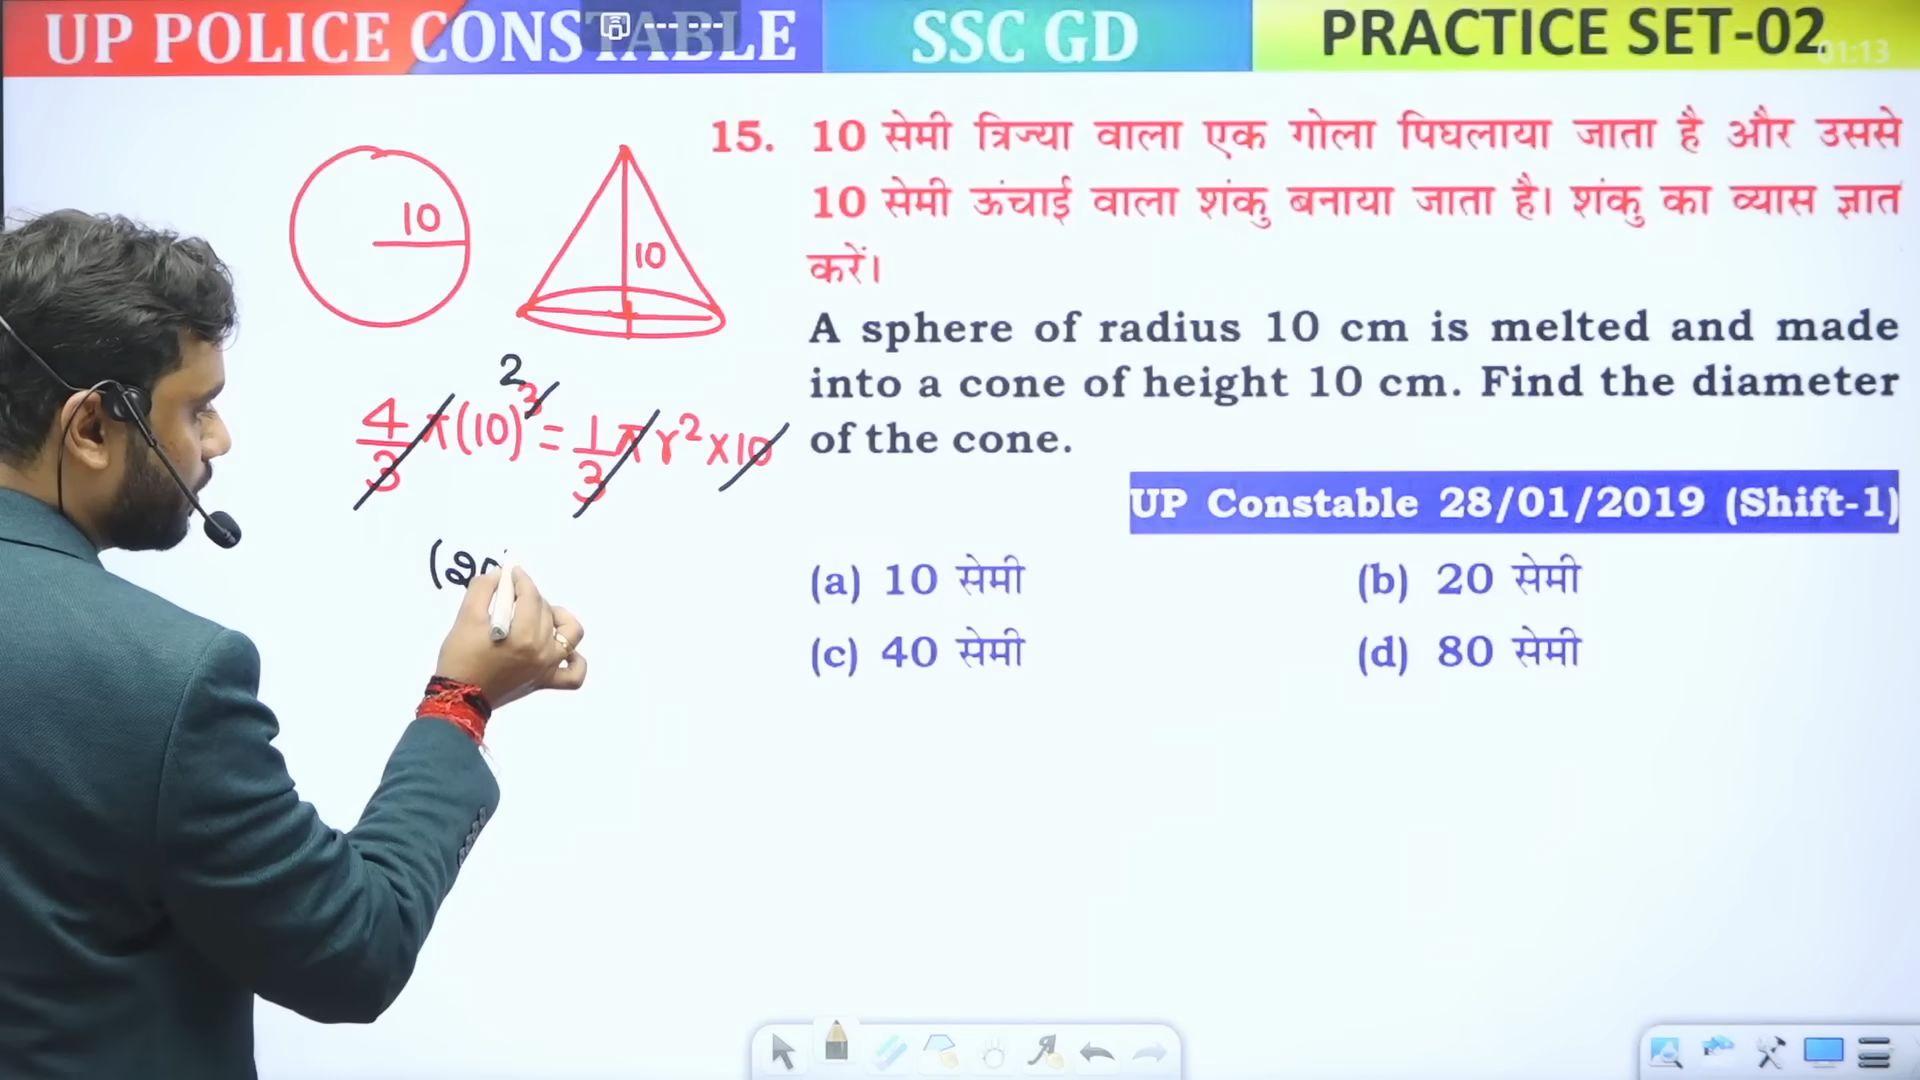 UP POLICE CONSTABLE SSC GD PRACTICE SET-02
01:13
15. 10 सेमी त्रिज्या वाला एक गोला पिघलाया जाता है और उससे
10 सेमी ऊंचाई वाला शंकु बनाया जाता है। शंकु का व्यास ज्ञात
करें।
A sphere of radius 10 cm is melted and made
into a cone of height 10 cm. Find the diameter
of the cone.
UP Constable 28/01/2019 (Shift-1)
(a) 10 सेमी (b) 20 सेमी
(c) 40 सेमी (d) 80 सेमी
10
10
2
4/3 π(10)³ = 1/3 π r² × 10